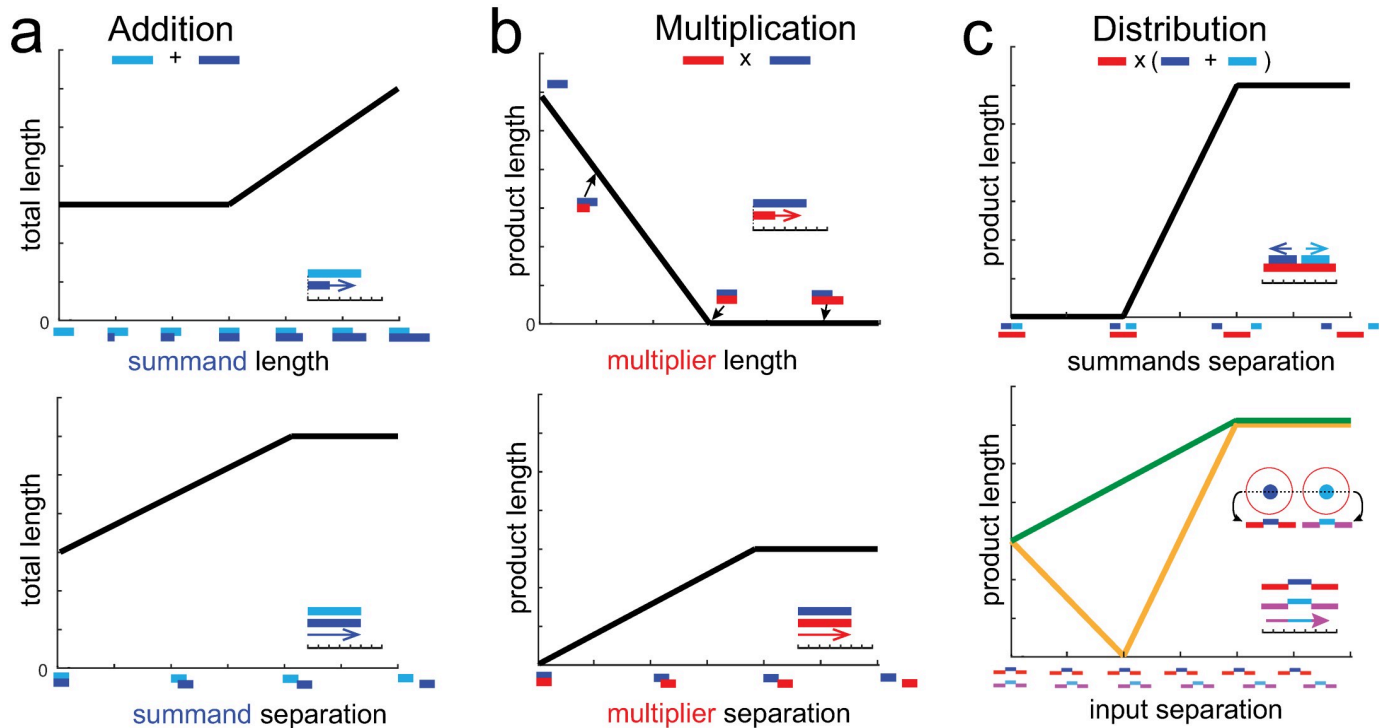 a
Addition
+
total length
0
summand length
total length
0
summand separation
b
Multiplication
x
product length
0
multiplier length
product length
multiplier separation
c
Distribution
x ( + )
product length
summands separation
product length
input separation